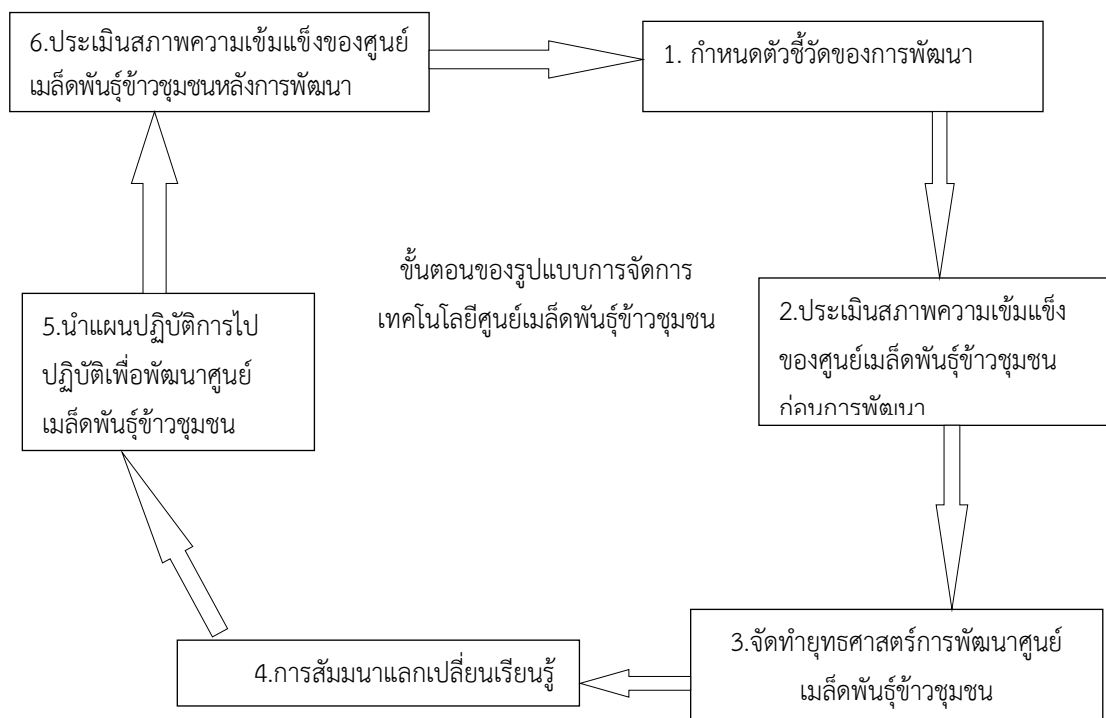 6.ประเมินสภาพความเข้มแข็งของศูนย์
เมล็ดพันธุ์ข้าวชุมชนหลังการพัฒนา
1. กำหนดตัวชี้วัดของการพัฒนา
ขั้นตอนของรูปแบบการจัดการ
เทคโนโลยีศูนย์เมล็ดพันธุ์ข้าวชุมชน
2.ประเมินสภาพความเข้มแข็ง
ของศูนย์เมล็ดพันธุ์ข้าวชุมชน
ก่อนการพัฒนา
5.นำแผนปฏิบัติการไป
ปฏิบัติเพื่อพัฒนาศูนย์
เมล็ดพันธุ์ข้าวชุมชน
3.จัดทำยุทธศาสตร์การพัฒนาศูนย์
เมล็ดพันธุ์ข้าวชุมชน
4.การสัมมนาแลกเปลี่ยนเรียนรู้